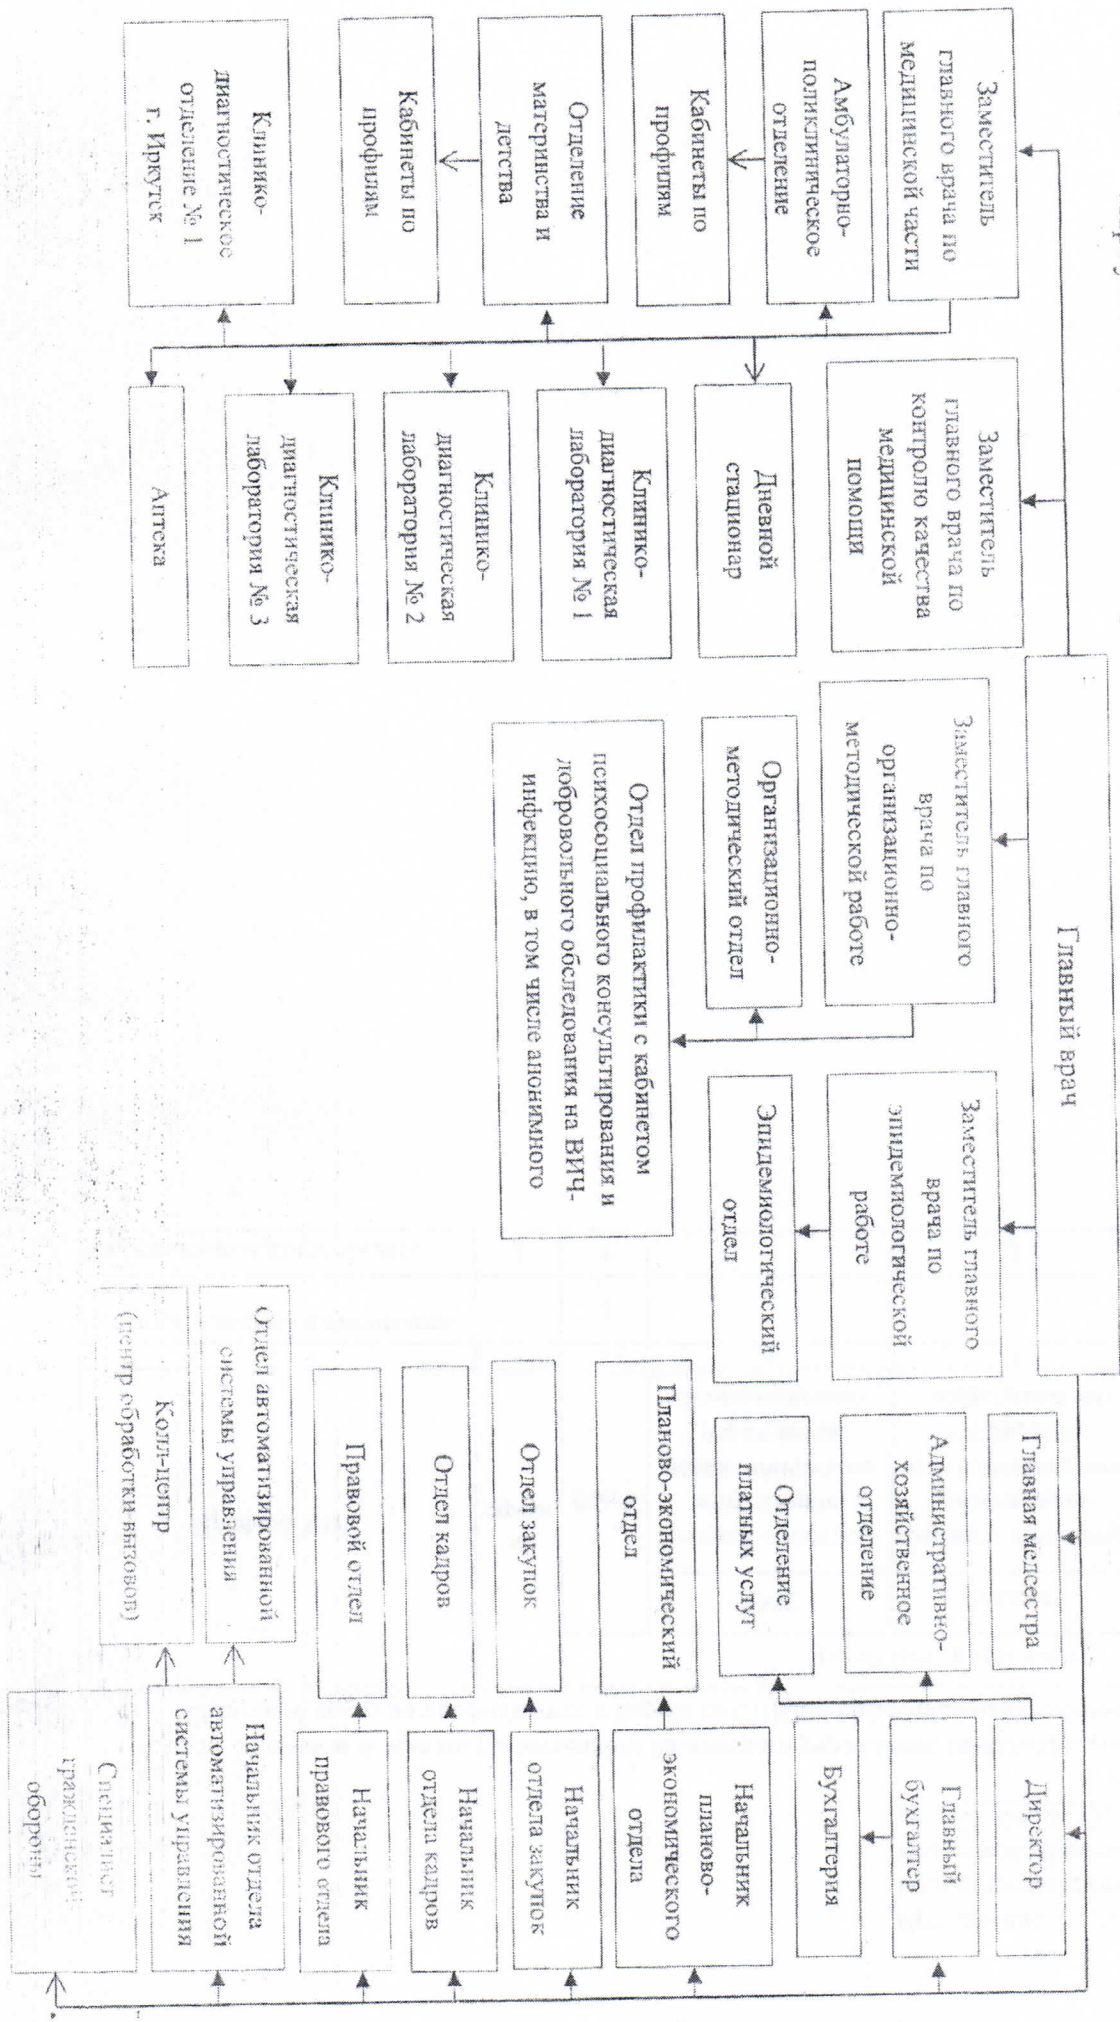 Главный врач
Заместитель
главного врача по
медицинской части
Заместитель
главного врача по
контролю качества
медицинской
помощи
Заместитель главного
врача по
организационно-
методической работе
Заместитель главного
врача по
эпидемиологической
работе
Главная медсестра
Директор
Амбулаторно-
поликлиническое
отделение
Кабинеты по
профилям
Отделение
материнства и
детства
Кабинеты по
профилям
Клинико-
диагностическое
отделение № 1
г. Иркутск
Дневной
стационар
Клинико-
диагностическая
лаборатория № 1
Клинико-
диагностическая
лаборатория № 2
Клинико-
диагностическая
лаборатория № 3
Аптека
Организационно-
методический отдел
Отдел профилактики с кабинетом
психосоциального консультирования и
добровольного обследования на ВИЧ-
инфекцию, в том числе анонимного
Эпидемиологический
отдел
Административно-
хозяйственное
отделение
Отделение
платных услуг
Планово-экономический
отдел
Отдел закупок
Отдел кадров
Правовой отдел
Отдел автоматизированной
системы управления
Колл-центр
(центр обработки вызовов)
Главный
бухгалтер
Бухгалтерия
Начальник
планово-
экономического
отдела
Начальник
отдела закупок
Начальник
отдела кадров
Начальник
правового отдела
Начальник отдела
автоматизированной
системы управления
Специалист
гражданской
обороны